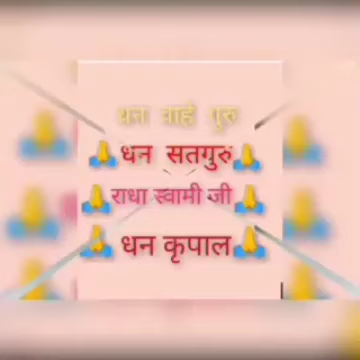 धन वाहे गुरु
🙏धन सतगुरु🙏
🙏राधा स्वामी जी🙏
🙏धन कृपाल🙏